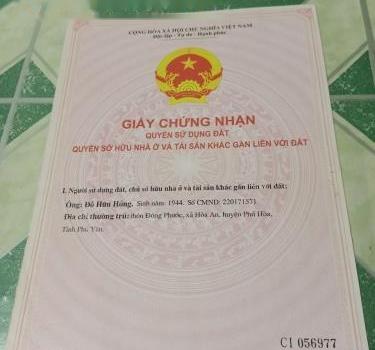 CỘNG HÒA XÃ HỘI CHỦ NGHĨA VIỆT NAM
Độc lập - Tự do - Hạnh phúc
GIẤY CHỨNG NHẬN
QUYỀN SỬ DỤNG ĐẤT
QUYỀN SỞ HỮU NHÀ Ở VÀ TÀI SẢN KHÁC GẮN LIỀN VỚI ĐẤT
I. Người sử dụng đất, chủ sở hữu nhà ở và tài sản khác gắn liền với đất:
Ông: Đỗ Hữu Hồng. Sinh năm: 1944. Số CMND: 220171571
Địa chỉ thường trú: thôn Đông Phước, xã Hòa An, huyện Phú Hòa,
Tỉnh Phú Yên.
CI 056977